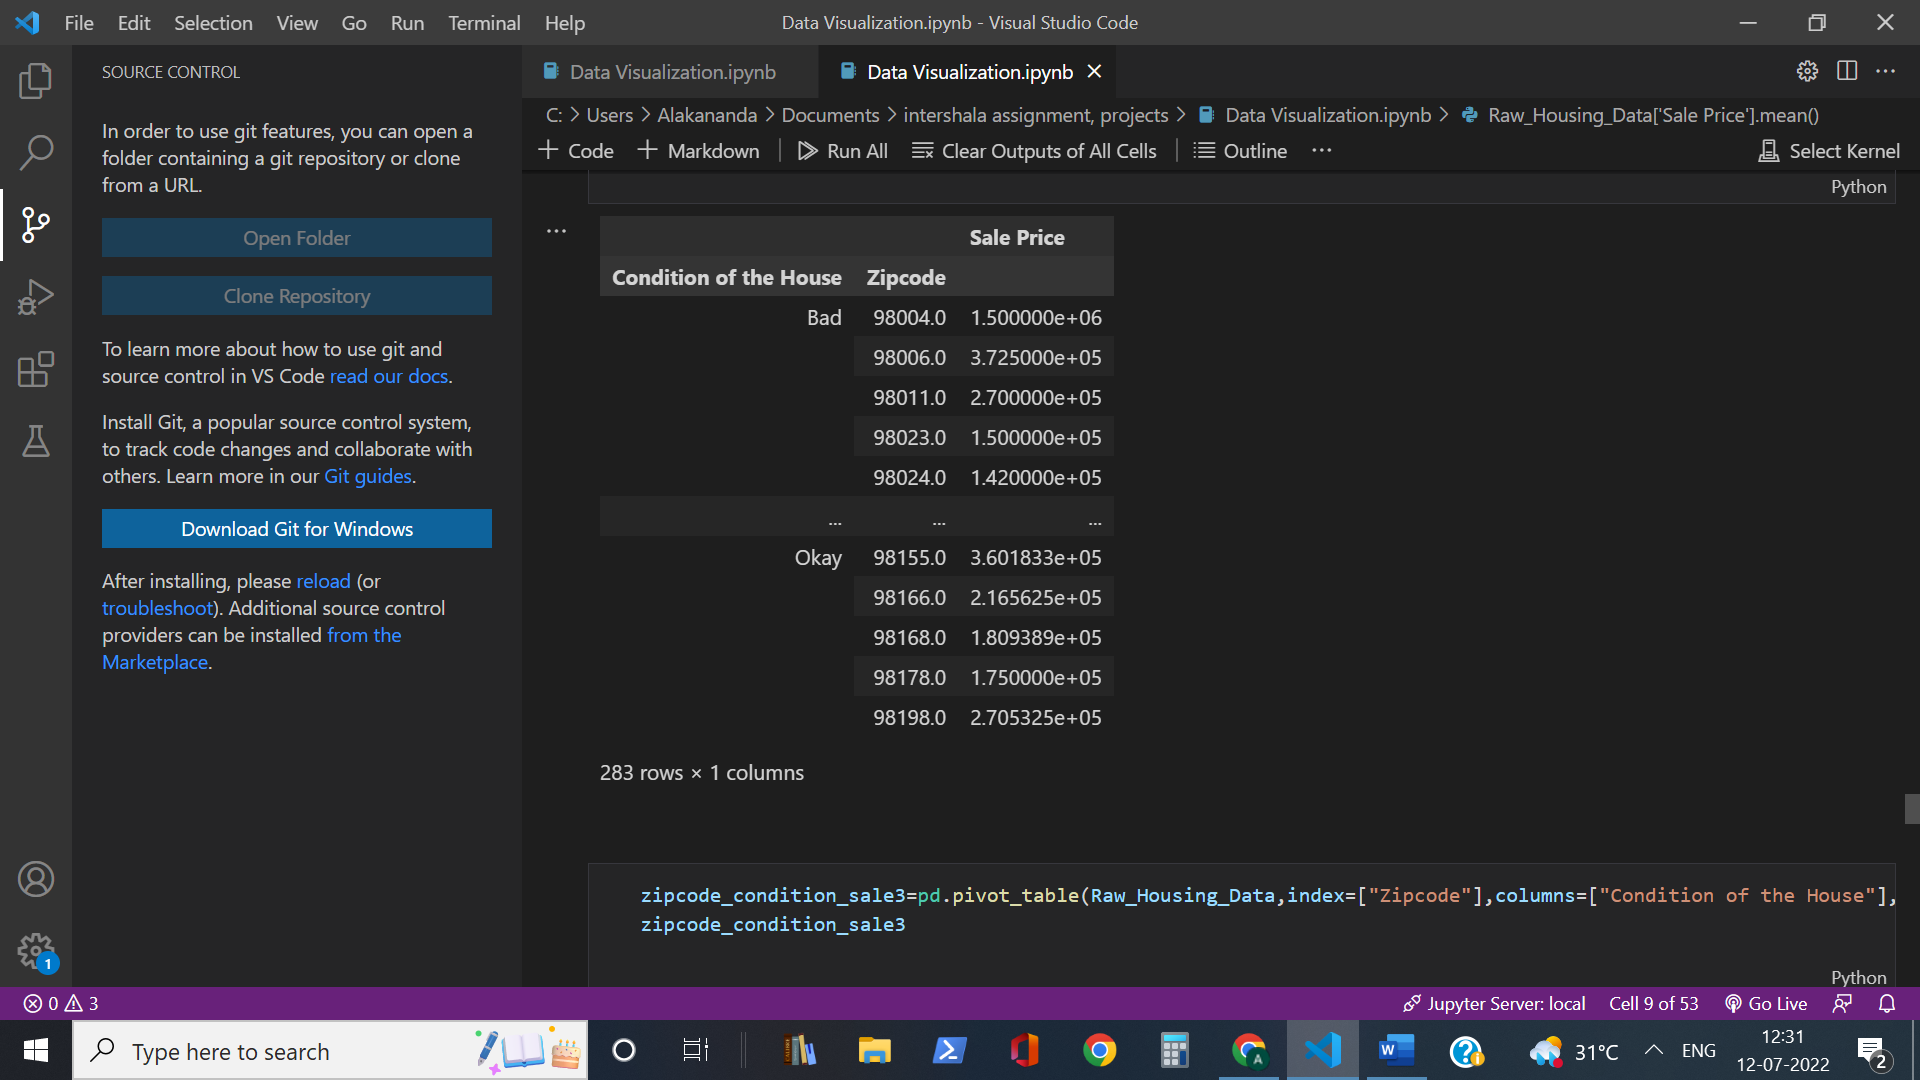 File Edit Selection View Go Run Terminal Help
Data Visualization.ipynb - Visual Studio Code
SOURCE CONTROL
In order to use git features, you can open a
folder containing a git repository or clone
from a URL.
Open Folder
Clone Repository
To learn more about how to use git and
source control in VS Code read our docs.
Install Git, a popular source control system,
to track code changes and collaborate with
others. Learn more in our Git guides.
Download Git for Windows
After installing, please reload (or
troubleshoot). Additional source control
providers can be installed from the
Marketplace.
1
Data Visualization.ipynb
Data Visualization.ipynb
C: > Users > Alakananda > Documents > intershala assignment, projects > Data Visualization.ipynb > Raw_Housing_Data['Sale Price'].mean()
+ Code + Markdown Run All Clear Outputs of All Cells Outline ... Select Kernel
Python
...
Sale Price
Condition of the House Zipcode
Bad 98004.0 1.500000e+06
98006.0 3.725000e+05
98011.0 2.700000e+05
98023.0 1.500000e+05
98024.0 1.420000e+05
... ... ...
Okay 98155.0 3.601833e+05
98166.0 2.165625e+05
98168.0 1.809389e+05
98178.0 1.750000e+05
98198.0 2.705325e+05
283 rows × 1 columns
zipcode_condition_sale3=pd.pivot_table(Raw_Housing_Data,index=["Zipcode"],columns=["Condition of the House"],
zipcode_condition_sale3
Python
0 3
Jupyter Server: local Cell 9 of 53 Go Live
Type here to search
A
W
31°C ENG
12:31
12-07-2022
2